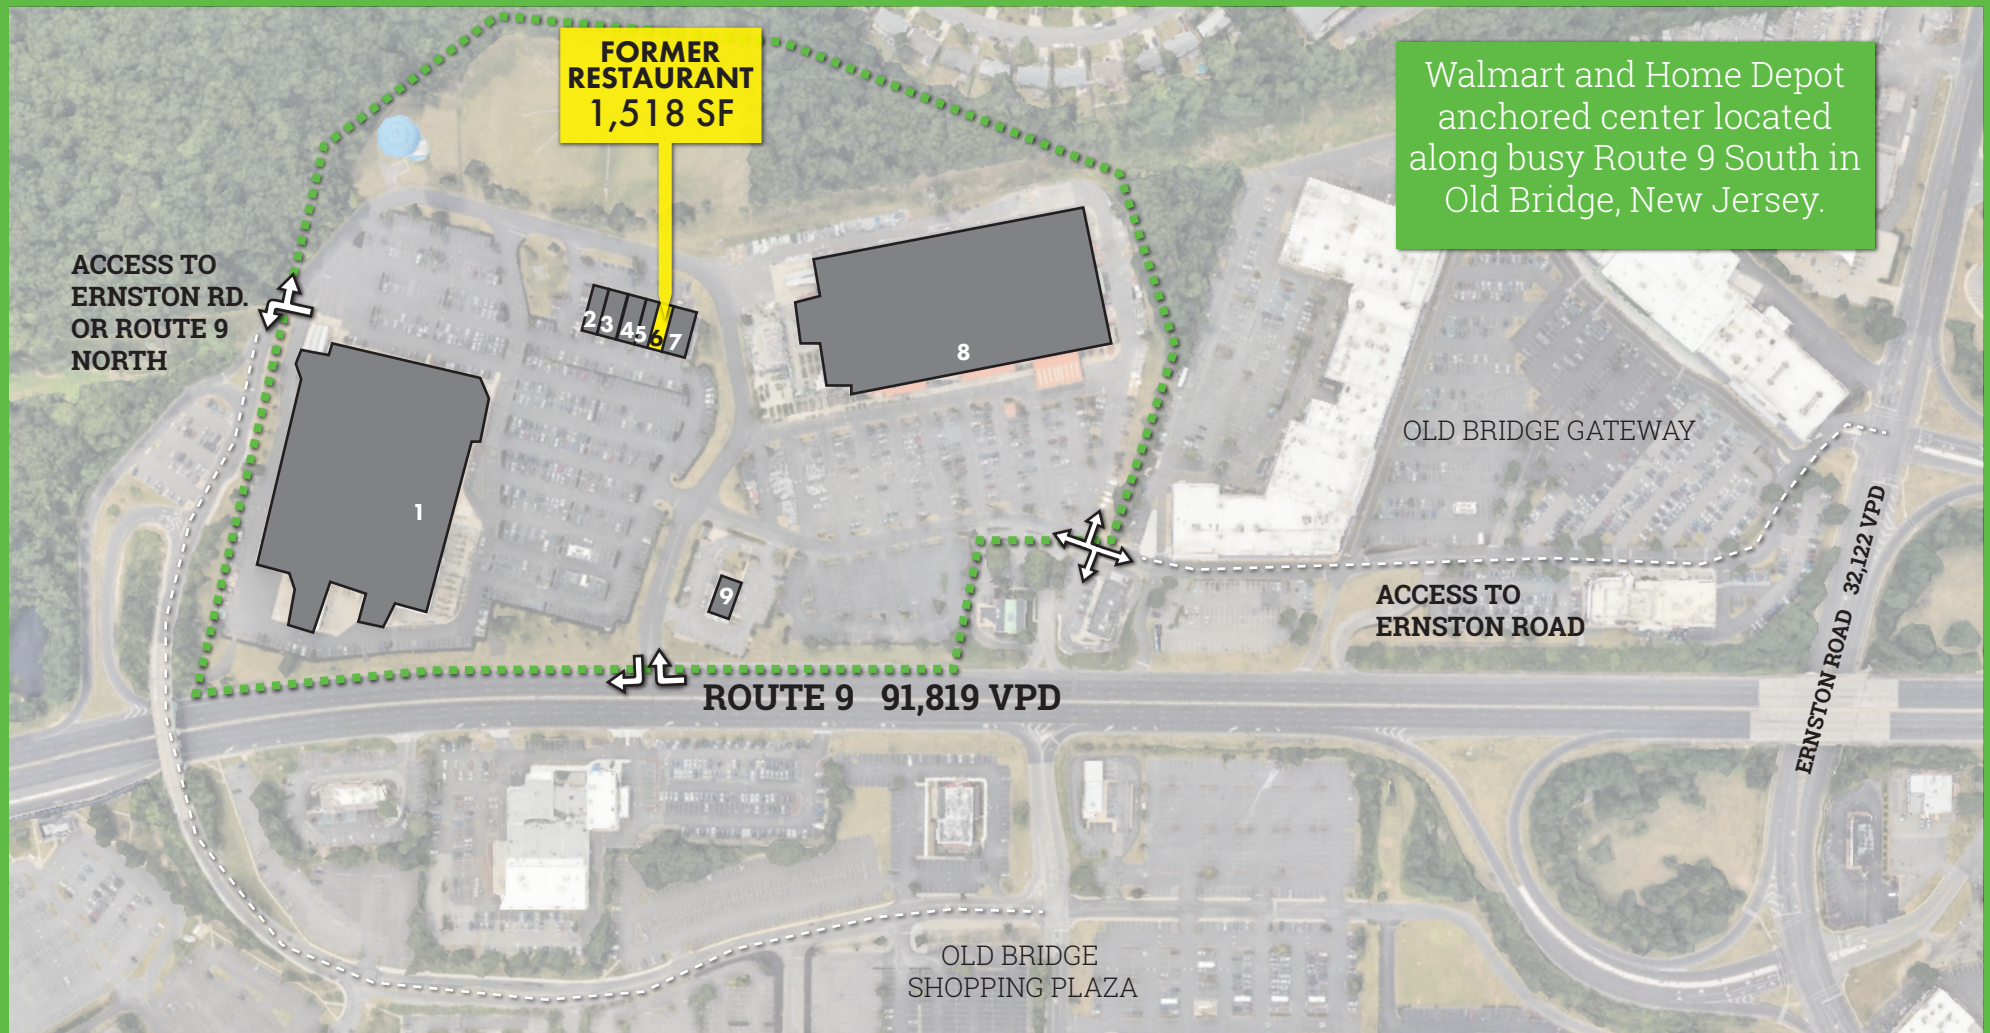 FORMER
RESTAURANT
1,518 SF
Walmart and Home Depot
anchored center located
along busy Route 9 South in
Old Bridge, New Jersey.
ACCESS TO
ERNSTON RD.
OR ROUTE 9
NORTH
2
3
4
5
6
7
8
1
9
OLD BRIDGE GATEWAY
ACCESS TO
ERNSTON ROAD
ERNSTON ROAD 32,122 VPD
ROUTE 9 91,819 VPD
OLD BRIDGE
SHOPPING PLAZA